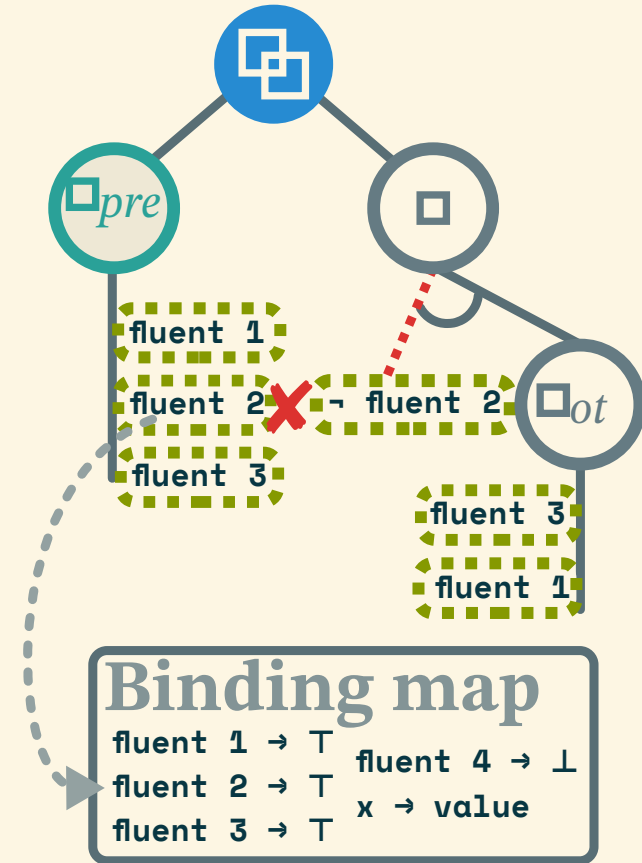 □pre
□
fluent 1
fluent 2
fluent 3
¬ fluent 2
□ot
fluent 3
fluent 1
Binding map
fluent 1 → ⊤
fluent 2 → ⊤
fluent 3 → ⊤
fluent 4 → ⊥
x → value